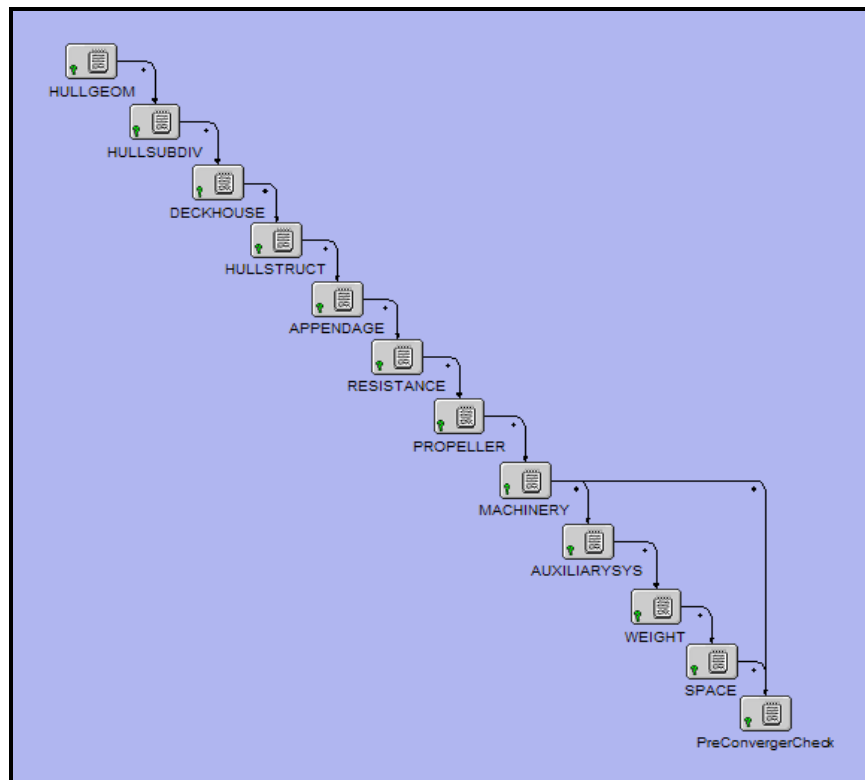 HULLGEOM
HULLSUBDIV
DECKHOUSE
HULLSTRUCT
APPENDAGE
RESISTANCE
PROPELLER
MACHINERY
AUXILIARYSYS
WEIGHT
SPACE
PreConvergerCheck